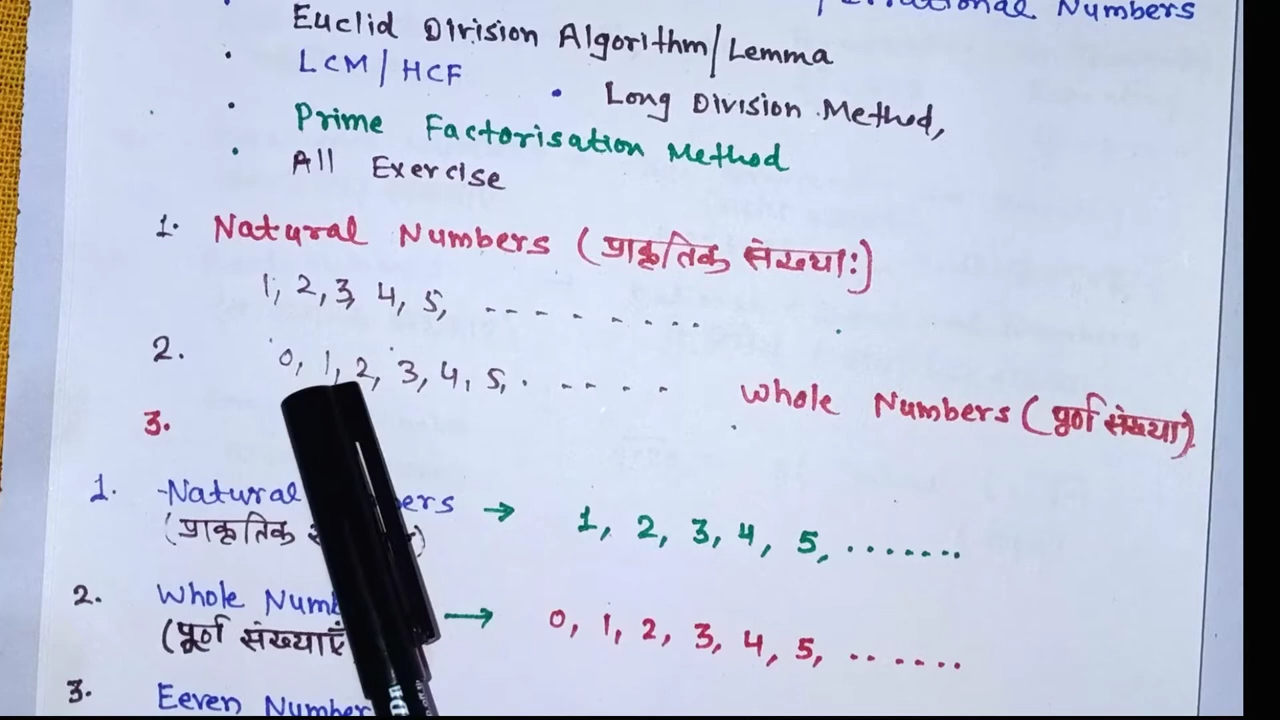 Numbers
Euclid Division Algorithm/Lemma
• LCM/HCF • Long Division Method,
• Prime Factorisation Method
• All Exercise
1. Natural Numbers (प्राकृतिक संख्या:)
1, 2, 3, 4, 5, ---------
2. 0, 1, 2, 3, 4, 5, . ---- Whole Numbers (पूर्ण संख्या)
3.
1. Natural → 1, 2, 3, 4, 5, .......
(प्राकृतिक
2. Whole → 0, 1, 2, 3, 4, 5, .......
(पूर्ण संख्याएँ
3. Eeven Number